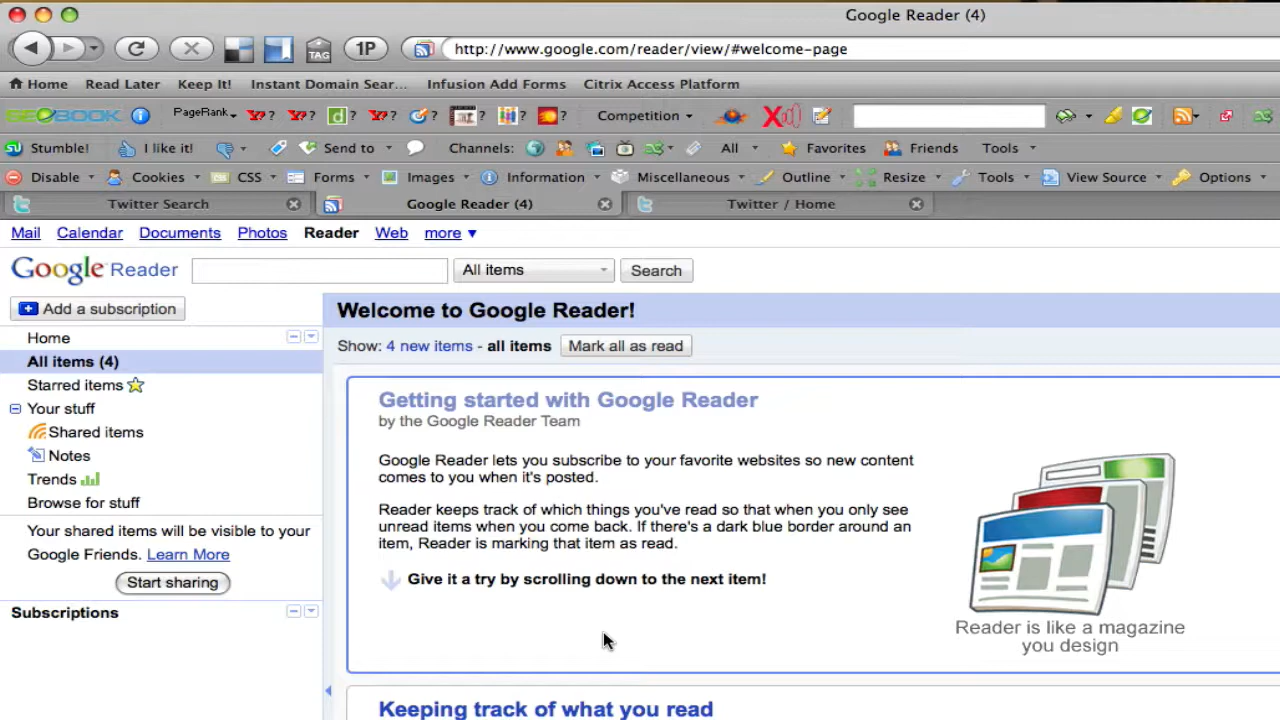 Google Reader (4)
1P
http://www.google.com/reader/view/#welcome-page
TAG
Home Read Later Keep It! Instant Domain Sear... Infusion Add Forms Citrix Access Platform
SEOBOOK PageRank Y? Y? d ? Y? ? ? ? ? Competition X
Stumble! I like it! Send to Channels: All Favorites Friends Tools
Disable Cookies CSS Forms Images Information Miscellaneous Outline Resize Tools View Source Options
Twitter Search Google Reader (4) Twitter / Home
Mail Calendar Documents Photos Reader Web more ▼
Google Reader All items Search
Add a subscription
Welcome to Google Reader!
Home
Show: 4 new items - all items Mark all as read
All items (4)
Starred items
Your stuff
Shared items
Notes
Trends
Browse for stuff
Your shared items will be visible to your
Google Friends. Learn More
Start sharing
Subscriptions
Getting started with Google Reader
by the Google Reader Team
Google Reader lets you subscribe to your favorite websites so new content
comes to you when it's posted.
Reader keeps track of which things you've read so that when you only see
unread items when you come back. If there's a dark blue border around an
item, Reader is marking that item as read.
Give it a try by scrolling down to the next item!
Reader is like a magazine
you design
Keeping track of what you read